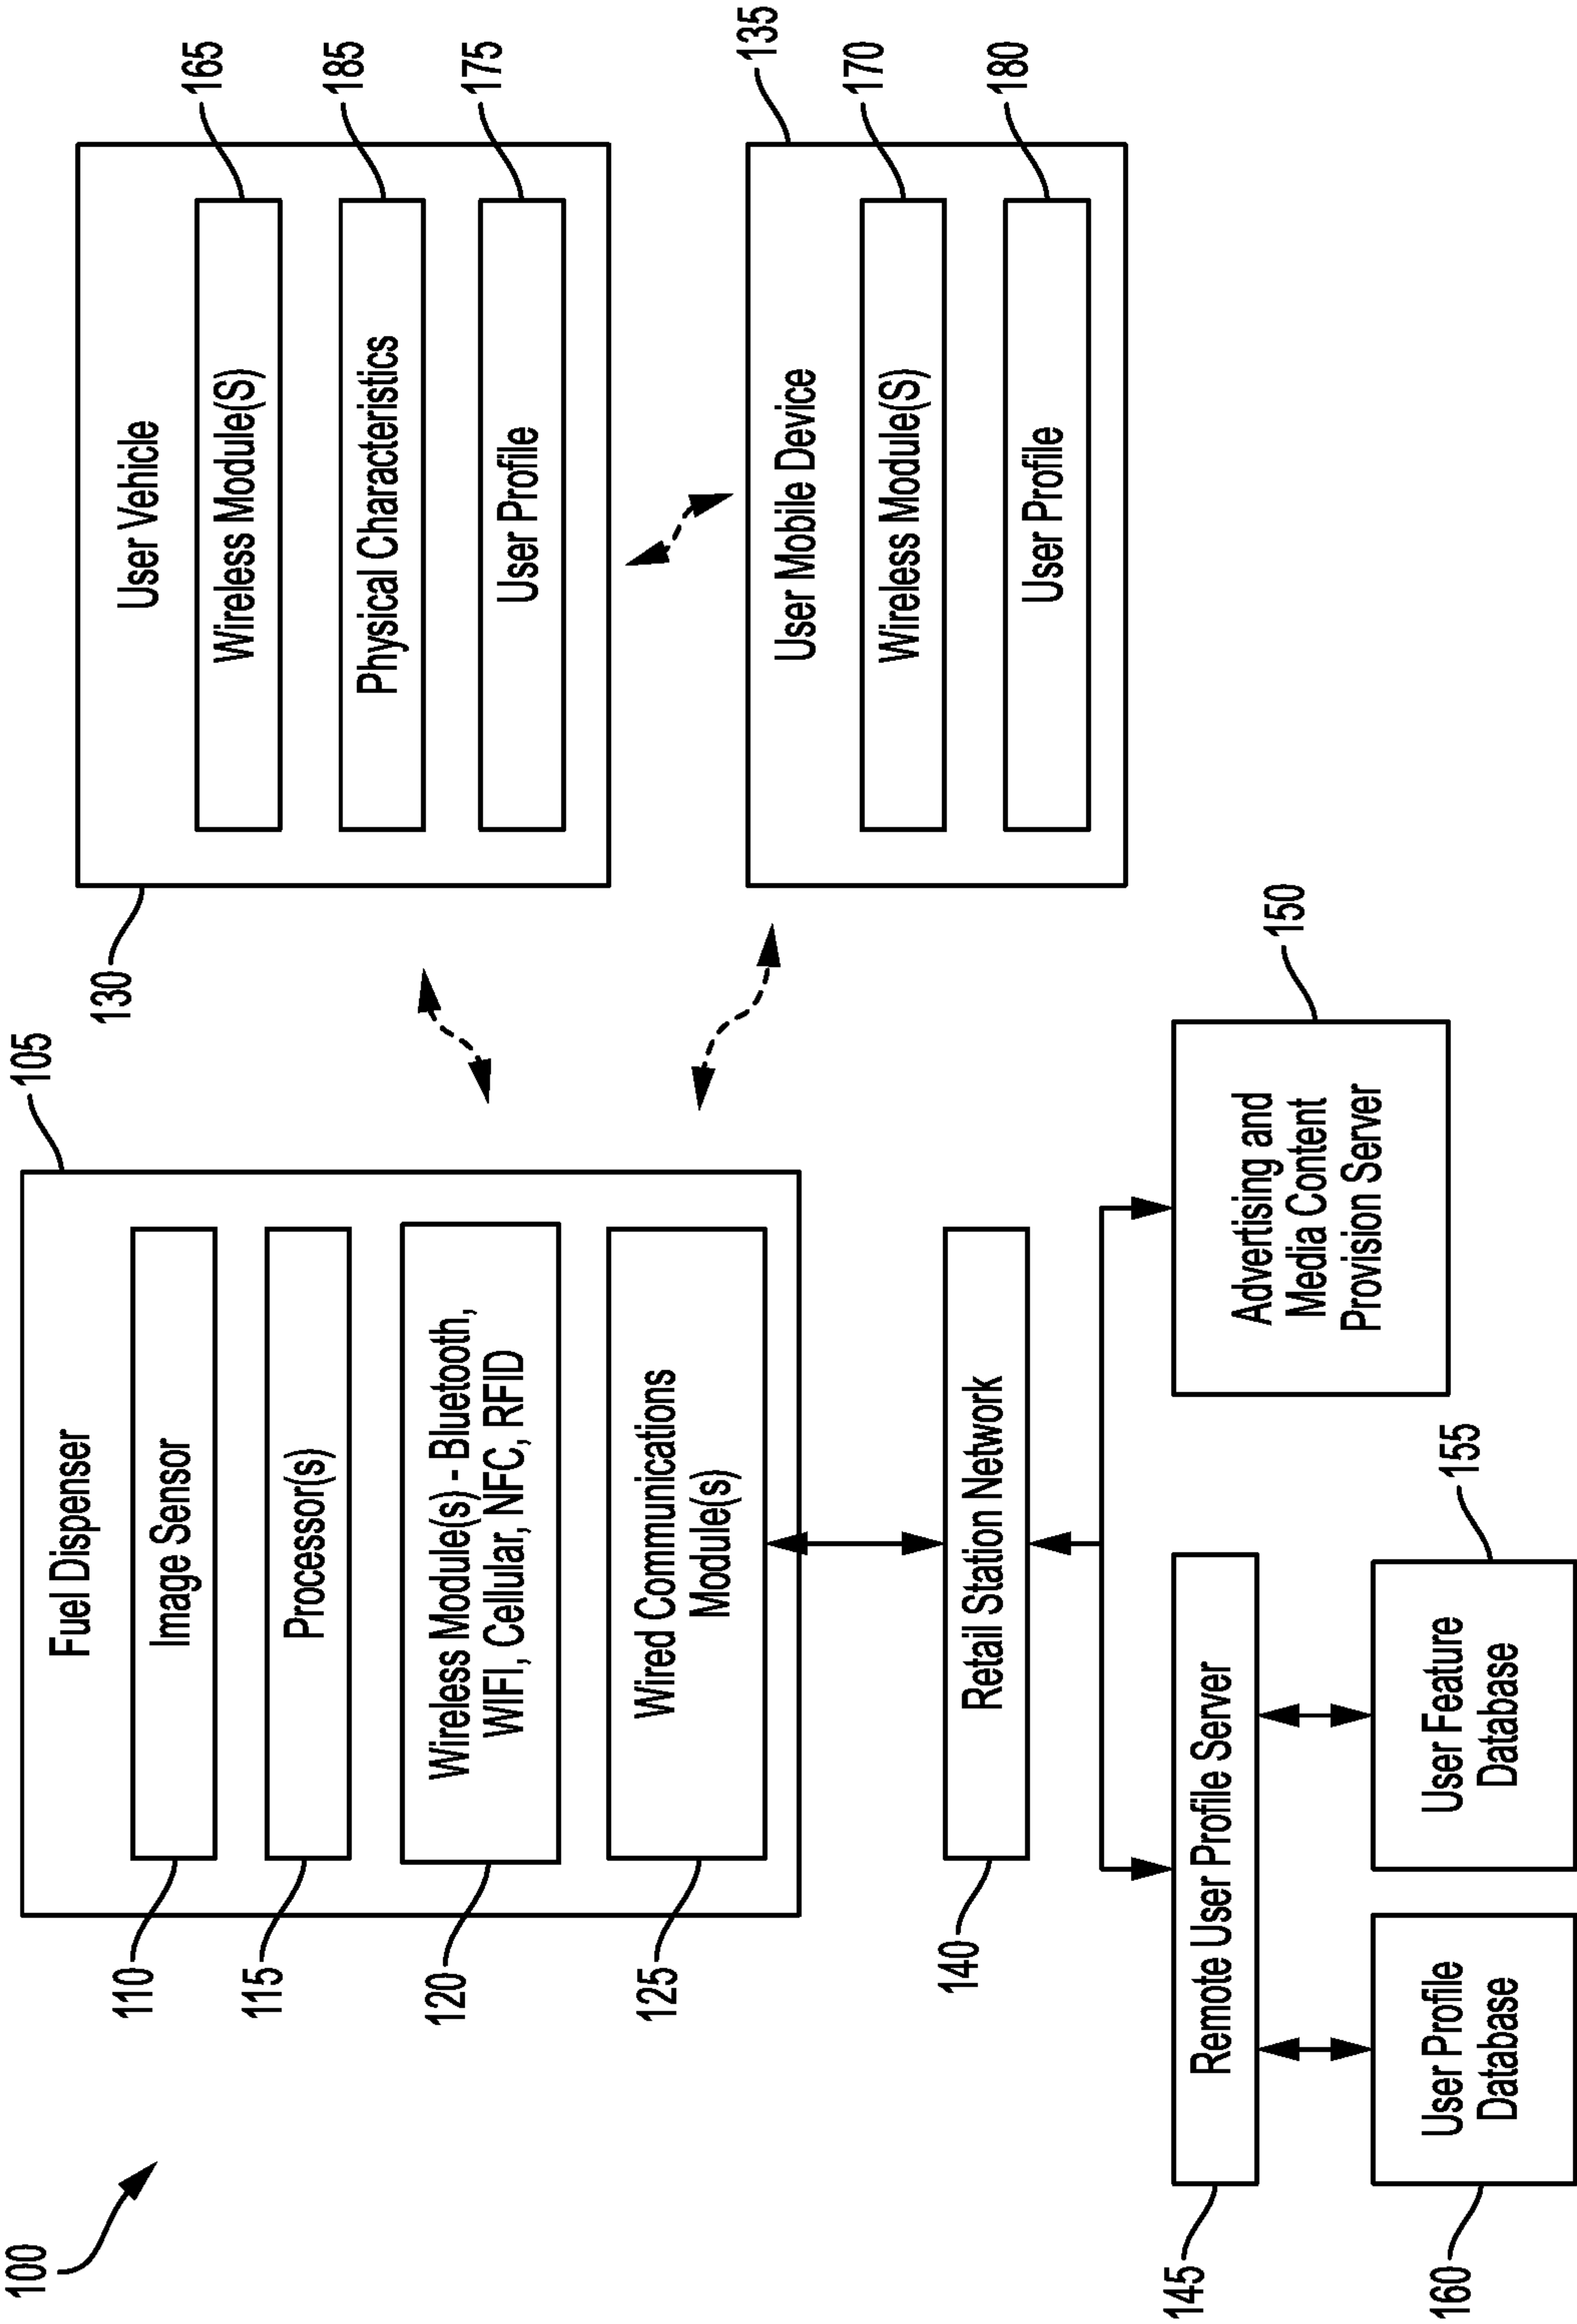 100
105
Fuel Dispenser
Image Sensor
110
Processor(s)
115
Wireless Module(s) - Bluetooth,
WIFI, Cellular, NFC, RFID
120
Wired Communications
Module(s)
125
130
User Vehicle
Wireless Module(S)
165
Physical Characteristics
185
User Profile
175
135
User Mobile Device
Wireless Module(S)
170
User Profile
180
Retail Station Network
140
Remote User Profile Server
145
Advertising and
Media Content
Provision Server
150
User Profile
Database
160
User Feature
Database
155